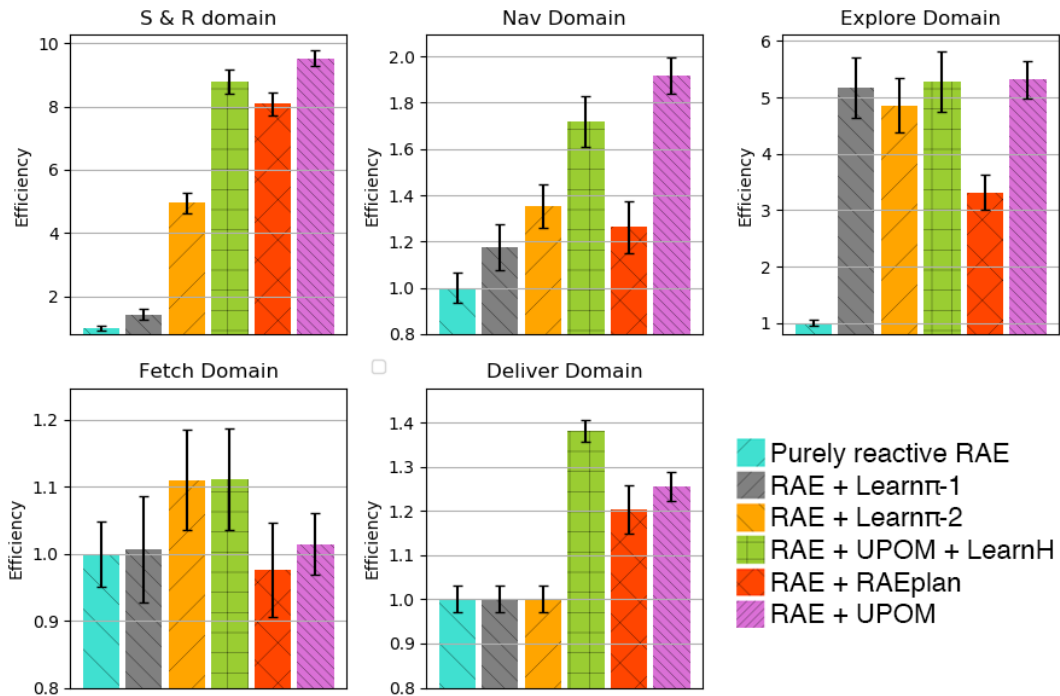 S & R domain
Nav Domain
Explore Domain
Efficiency
10
8
6
4
2
Efficiency
2.0
1.8
1.6
1.4
1.2
1.0
0.8
Efficiency
6
5
4
3
2
1
Fetch Domain
Deliver Domain
Efficiency
1.2
1.1
1.0
0.9
0.8
Efficiency
1.4
1.3
1.2
1.1
1.0
0.9
0.8
Purely reactive RAE
RAE + Learnπ-1
RAE + Learnπ-2
RAE + UPOM + LearnH
RAE + RAEplan
RAE + UPOM